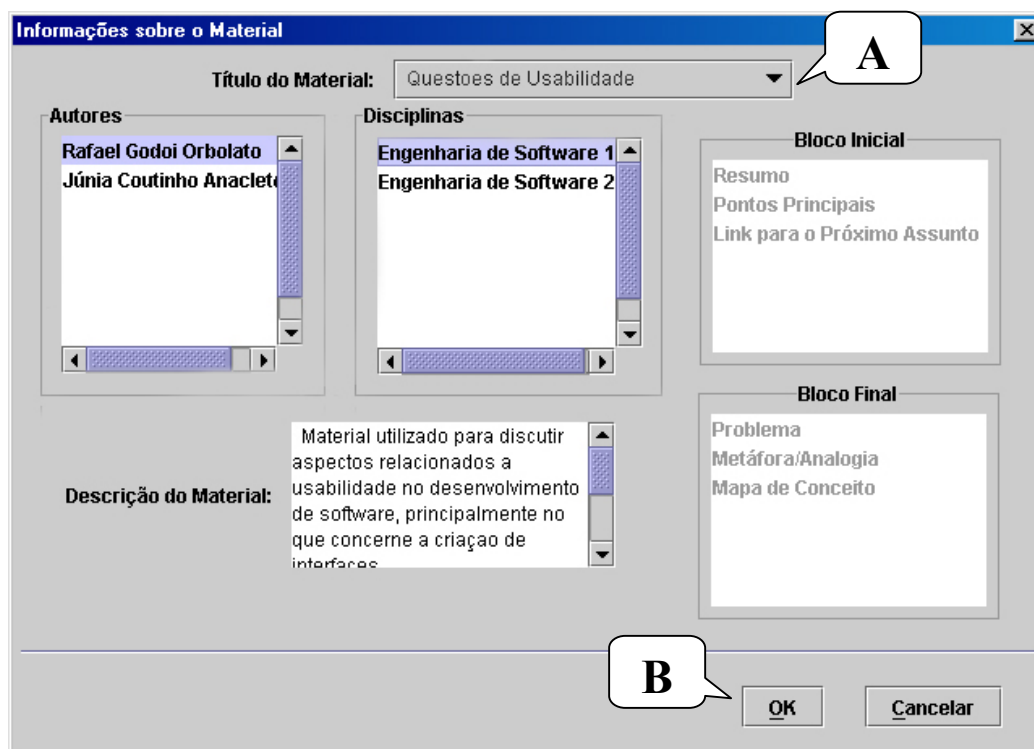 Informações sobre o Material
A
Título do Material: Questoes de Usabilidade
Autores
Rafael Godoi Orbolato
Júnia Coutinho Anacleto
Disciplinas
Engenharia de Software 1
Engenharia de Software 2
Bloco Inicial
Resumo
Pontos Principais
Link para o Próximo Assunto
Descrição do Material:
Material utilizado para discutir
aspectos relacionados a
usabilidade no desenvolvimento
de software, principalmente no
que concerne a criaçao de
interfaces
Bloco Final
Problema
Metáfora/Analogia
Mapa de Conceito
B
OK
Cancelar